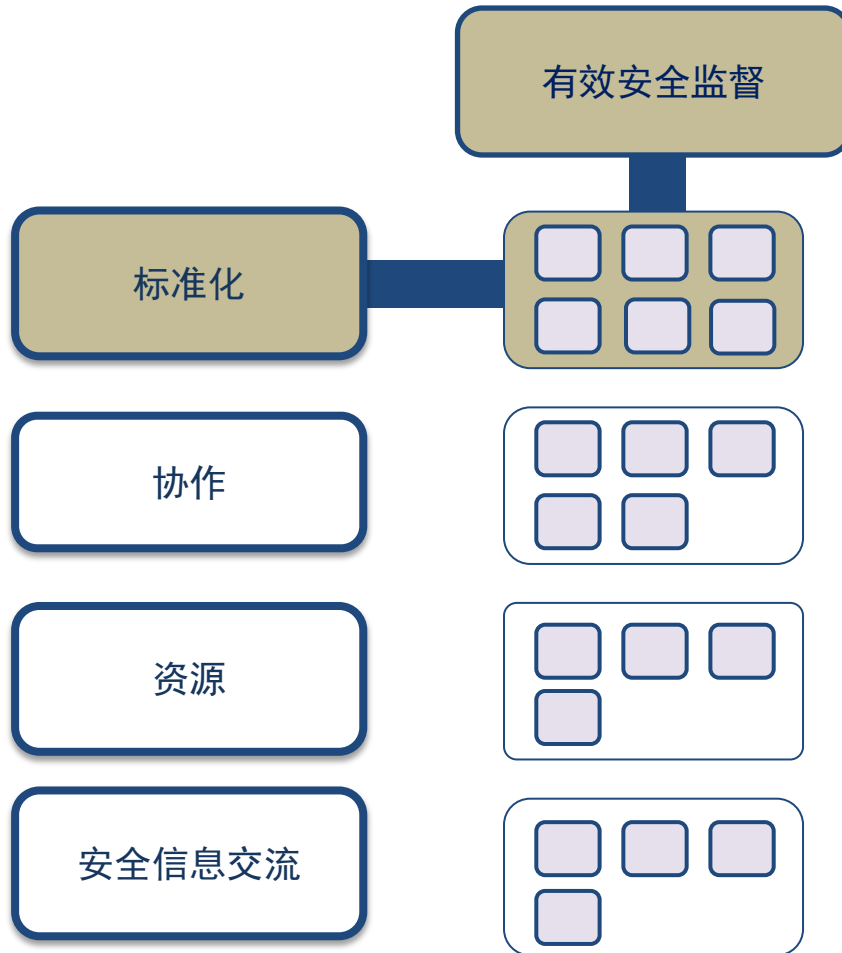 有效安全监督
标准化
协作
资源
安全信息交流